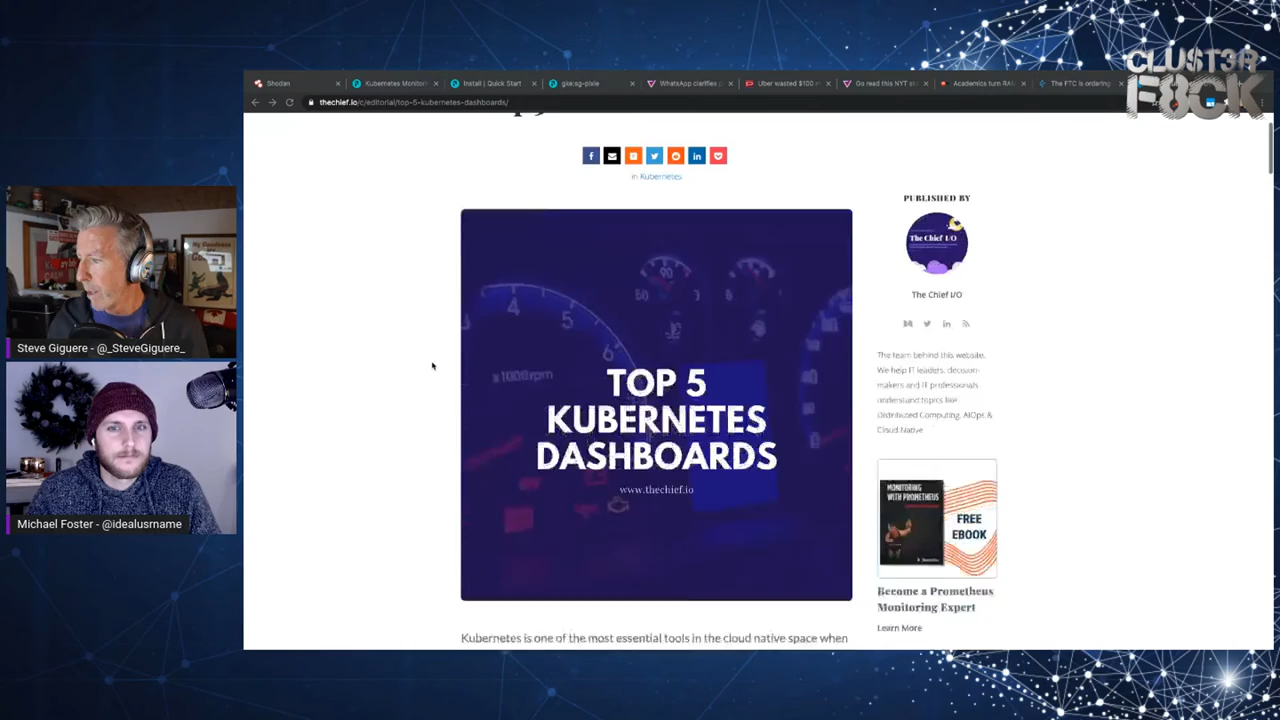 CLUST3R
F8CK
Shodan
Kubernetes Monitori
Install | Quick Start
gke:sg-pixie
WhatsApp clarifies p
Uber wasted $100 m
Go read this NYT st
Academics turn RAM
The FTC is ordering
thechief.io/c/editorial/top-5-kubernetes-dashboards/
in Kubernetes
PUBLISHED BY
The Chief I/O
The Chief I/O
The team behind this website.
We help IT leaders, decision-
makers and IT professionals
understand topics like
Distributed Computing, AIOps &
Cloud Native
TOP 5
KUBERNETES
DASHBOARDS
www.thechief.io
MONITORING
WITH PROMETHEUS
FREE
EBOOK
Become a Prometheus
Monitoring Expert
Learn More
Kubernetes is one of the most essential tools in the cloud native space when
Steve Giguere - @_SteveGiguere_
Michael Foster - @idealusrname